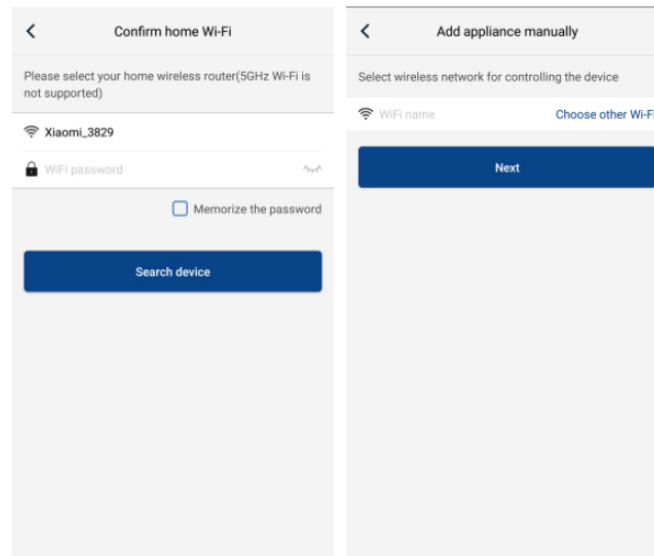 Confirm home Wi-Fi
Please select your home wireless router(5GHz Wi-Fi is
not supported)
Xiaomi_3829
WiFi password
Memorize the password
Search device
Add appliance manually
Select wireless network for controlling the device
WiFi name
Choose other Wi-Fi
Next